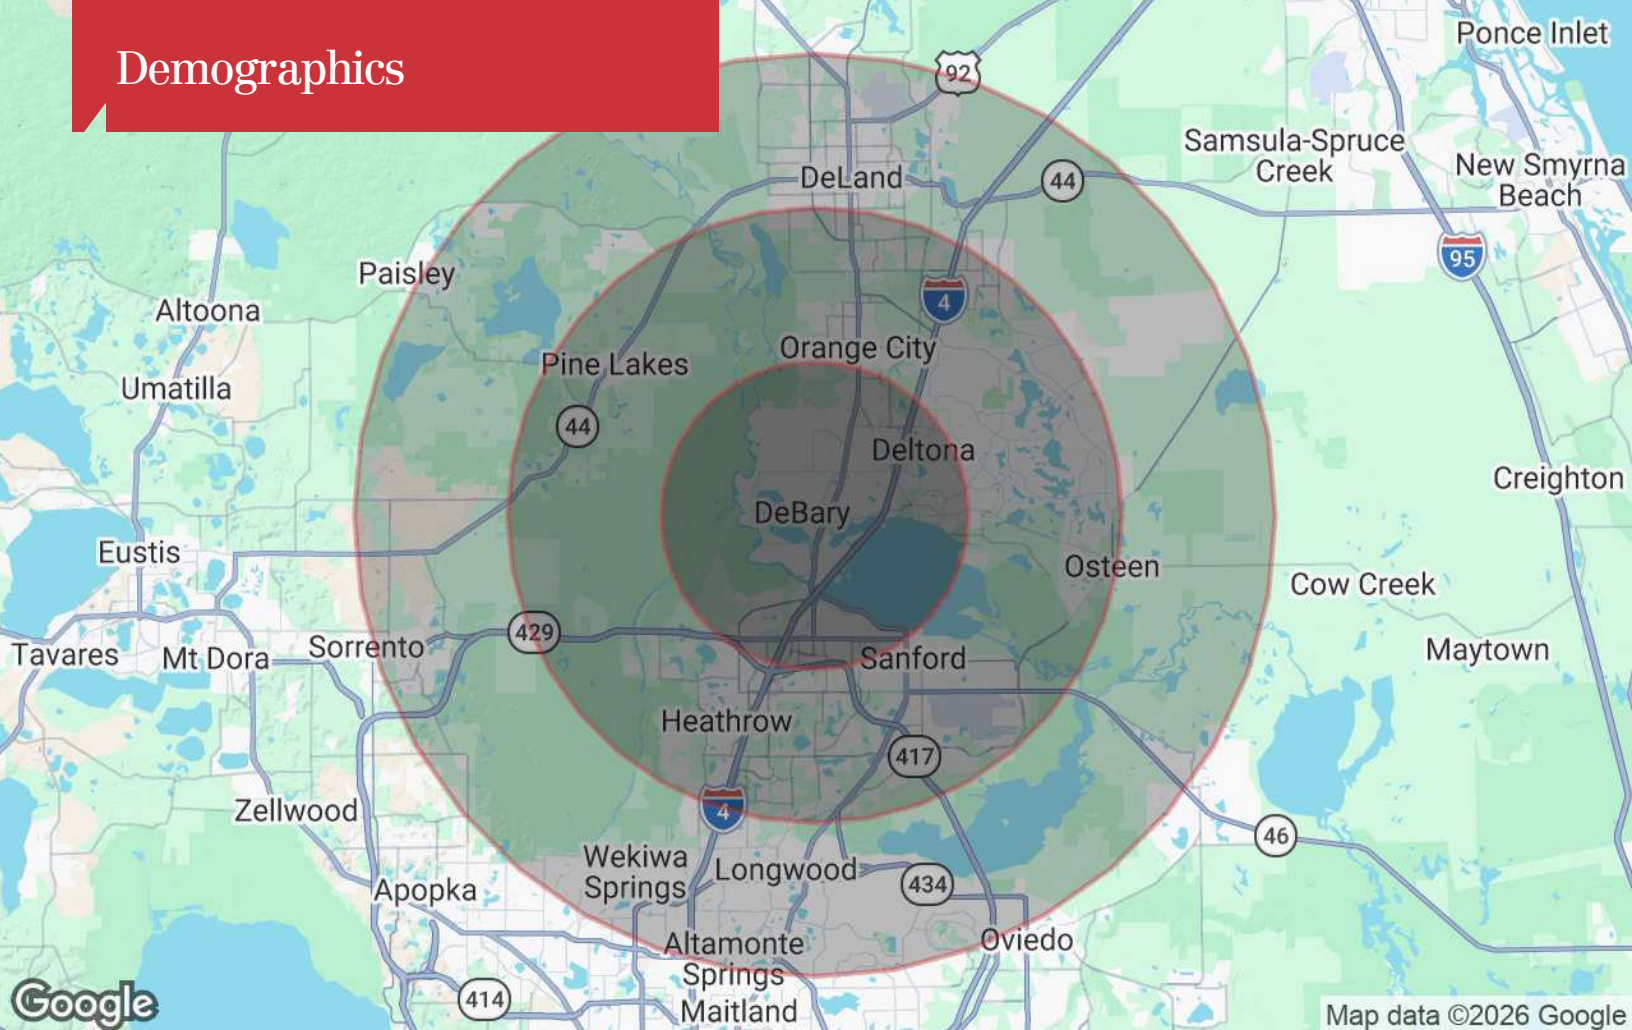 Demographics
Ponce Inlet
92
Samsula-Spruce
Creek
New Smyrna
Beach
DeLand
44
95
Paisley
4
Altoona
Orange City
Pine Lakes
Umatilla
44
Deltona
Creighton
DeBary
Eustis
Osteen
Cow Creek
429
Sorrento
Tavares
Mt Dora
Sanford
Maytown
Heathrow
417
4
Zellwood
46
Wekiwa
Springs
Longwood
434
Apopka
Altamonte
Springs
Oviedo
414
Maitland
Google
Map data ©2026 Google